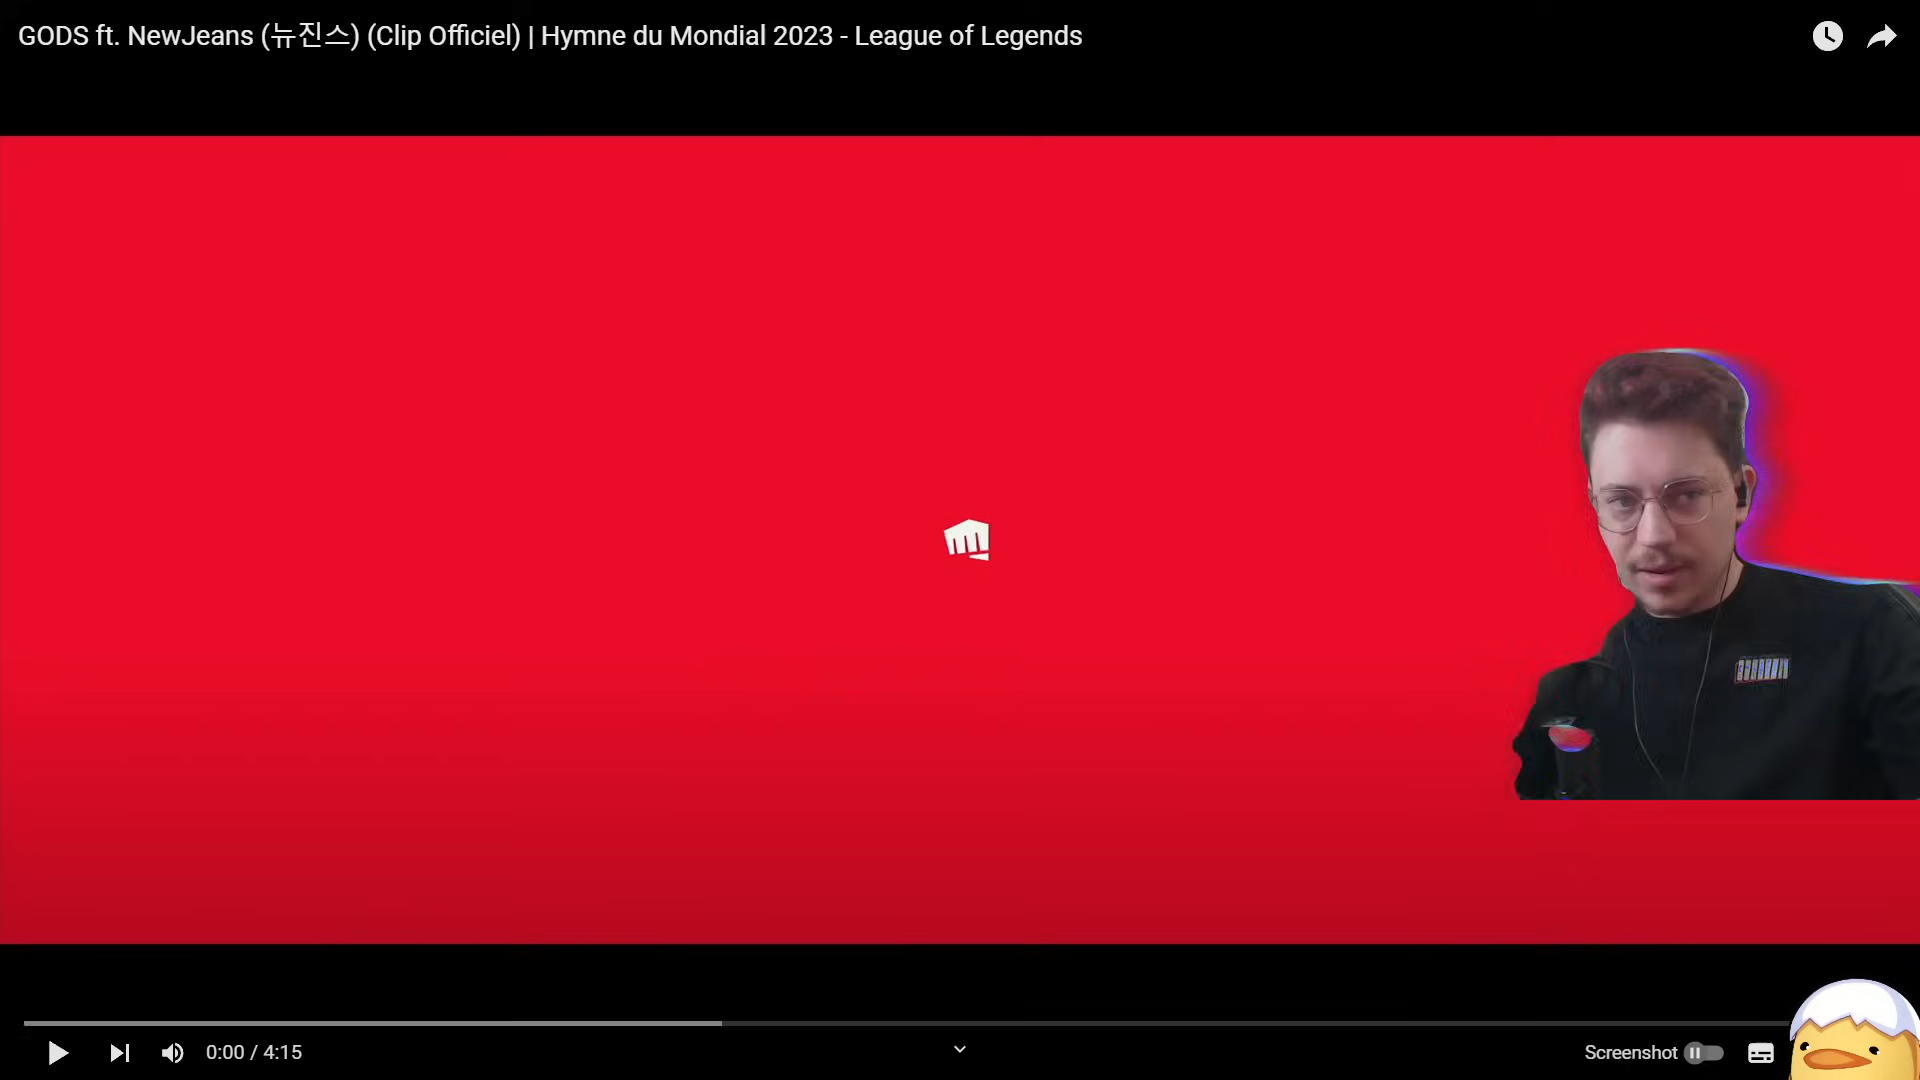 GODS ft. NewJeans (뉴진스) (Clip Officiel) | Hymne du Mondial 2023 - League of Legends
0:00 / 4:15
Screenshot